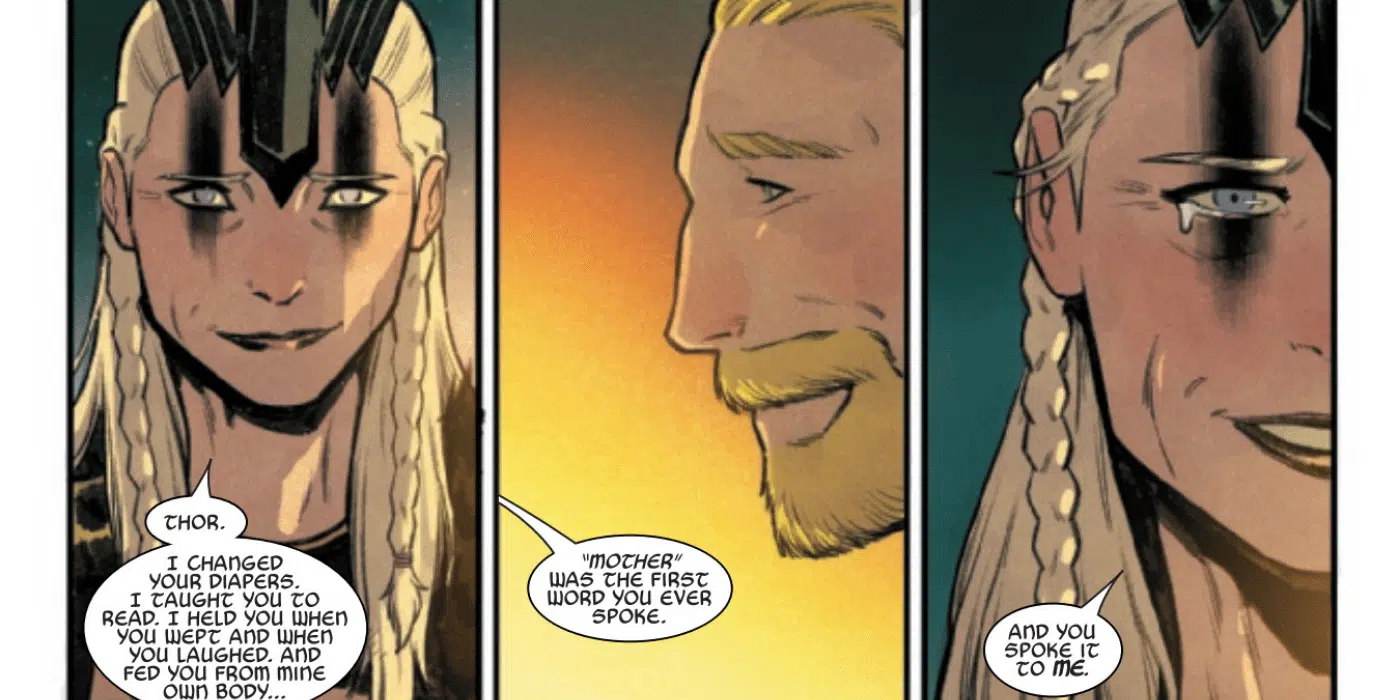 THOR.
I CHANGED
YOUR DIAPERS.
I TAUGHT YOU TO
READ. I HELD YOU WHEN
YOU WEPT AND WHEN
YOU LAUGHED. AND
FED YOU FROM MINE
OWN BODY...
"MOTHER"
WAS THE FIRST
WORD YOU EVER
SPOKE.
AND YOU
SPOKE IT
TO ME.